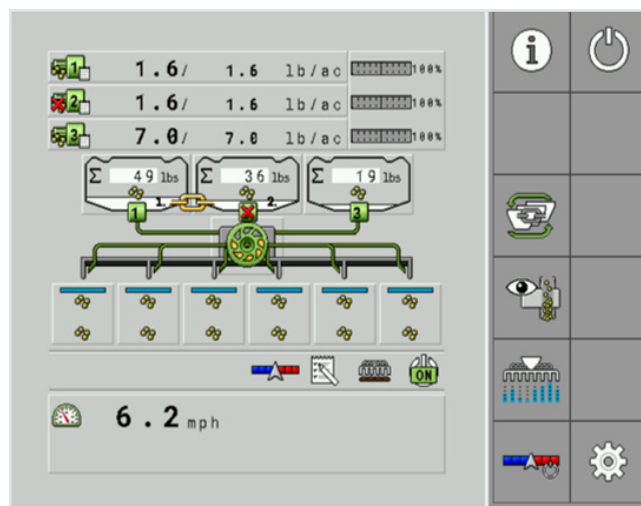 1 1.6/ 1.6 lb/ac 100%
2 1.6/ 1.6 lb/ac 100%
3 7.0/ 7.0 lb/ac 100%
Σ 49 lbs Σ 36 lbs Σ 19 lbs
1. 2.
1 3
ON
6.2 mph